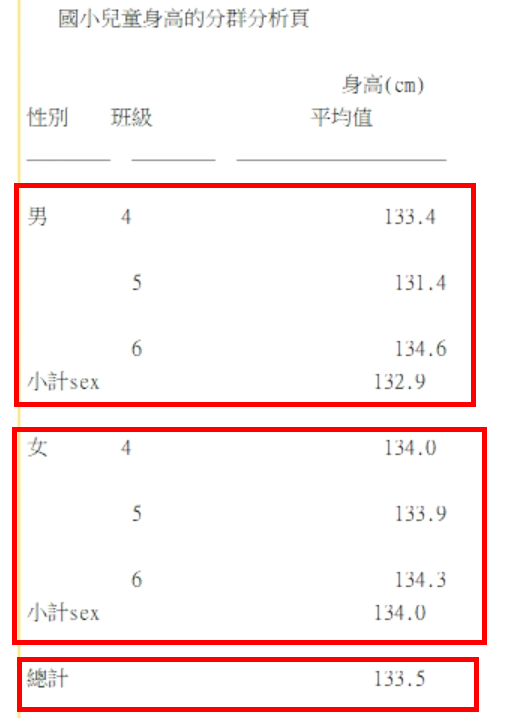 國小兒童身高的分群分析頁
身高(cm)
性別 班級 平均值
男 4 133.4
5 131.4
6 134.6
小計sex 132.9
女 4 134.0
5 133.9
6 134.3
小計sex 134.0
總計 133.5